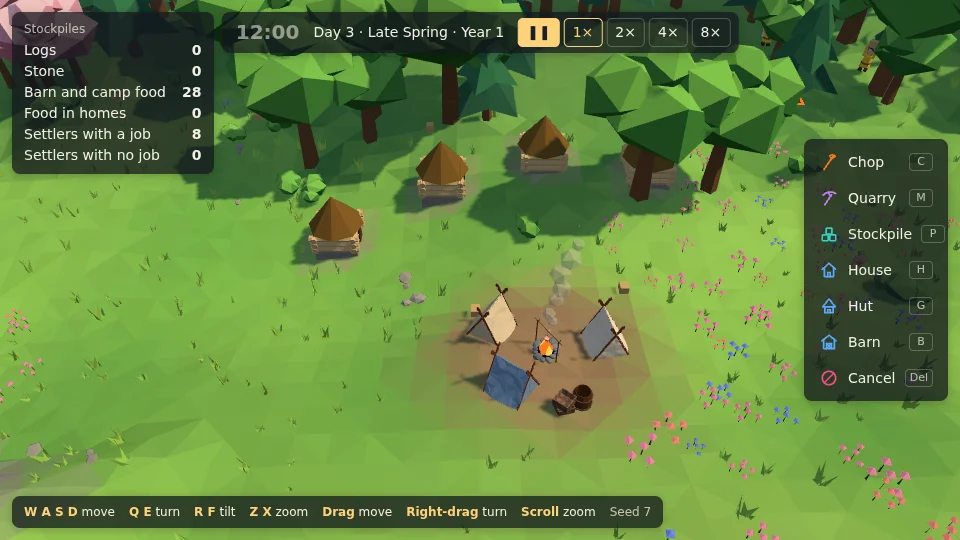 Stockpiles
Logs 0
Stone 0
Barn and camp food 28
Food in homes 0
Settlers with a job 8
Settlers with no job 0
12:00 Day 3 · Late Spring · Year 1 1× 2× 4× 8×
Chop C
Quarry M
Stockpile P
House H
Hut G
Barn B
Cancel Del
W A S D move Q E turn R F tilt Z X zoom Drag move Right-drag turn Scroll zoom Seed 7